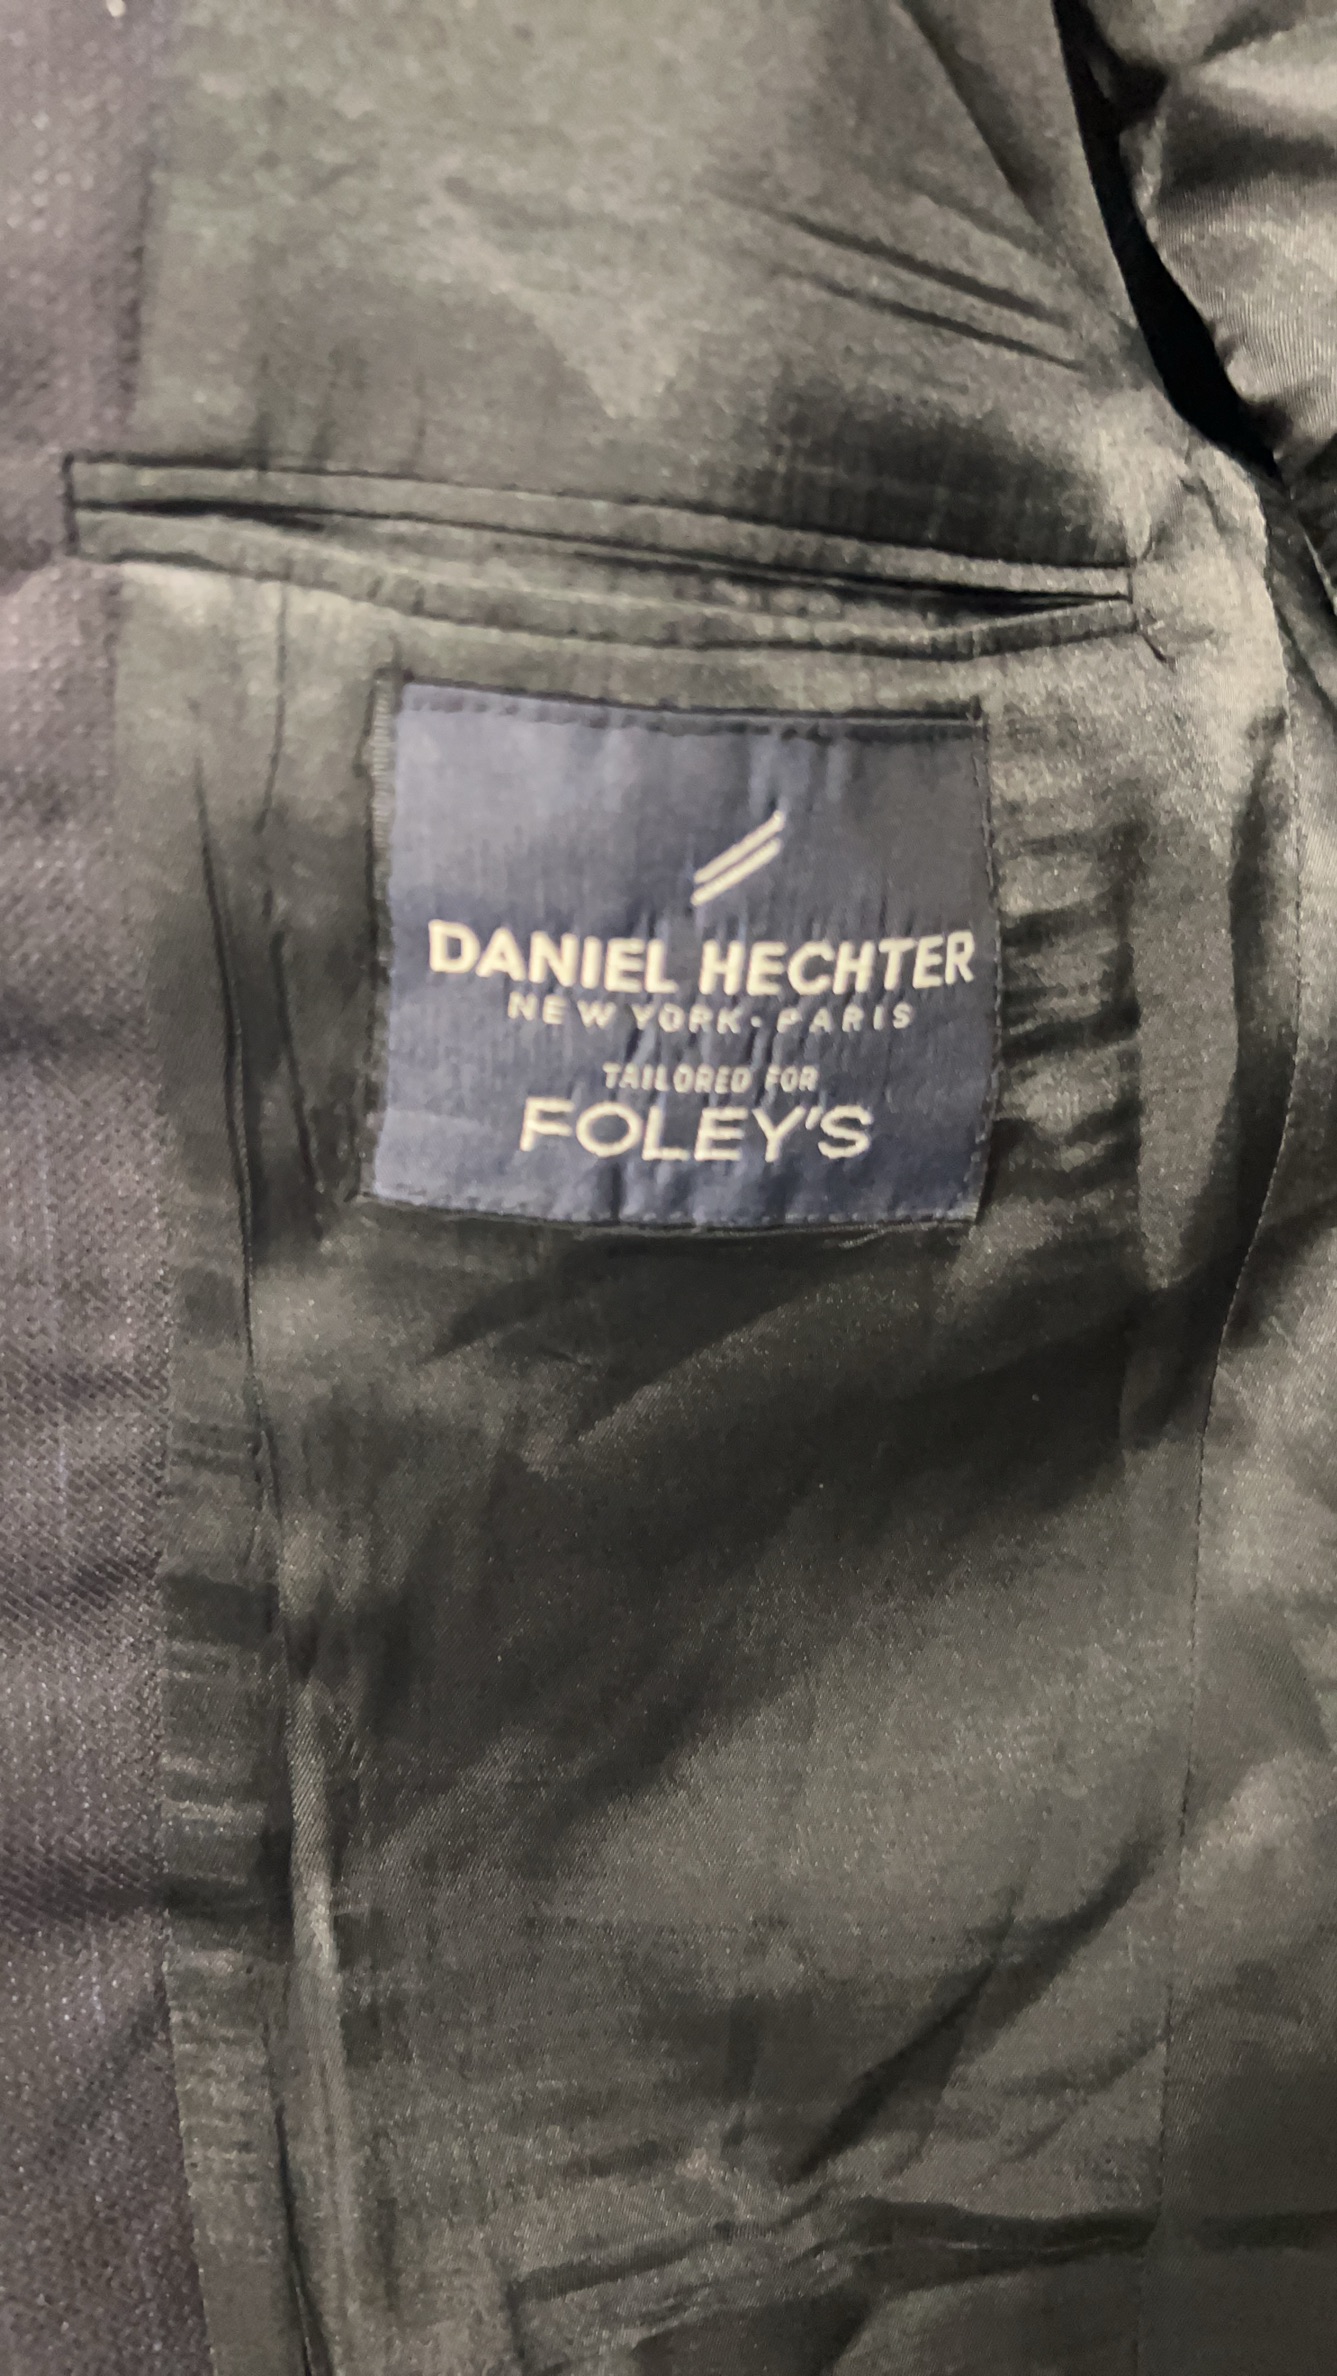 DANIEL HECHTER
NEW YORK · PARIS
TAILORED FOR
FOLEY'S